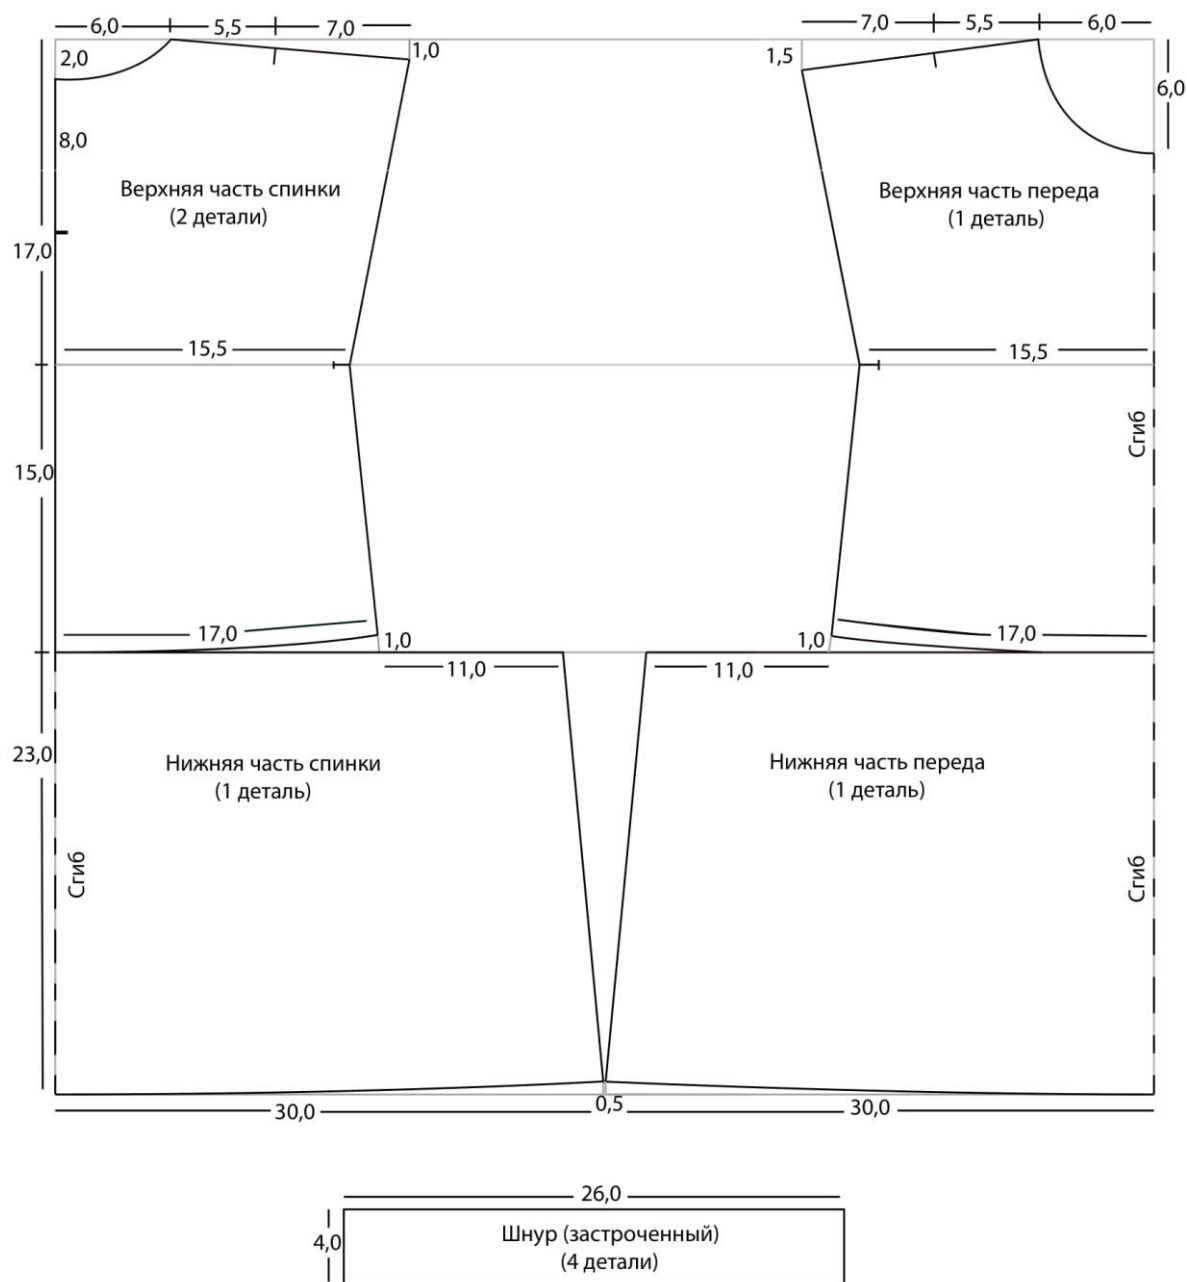 6,0 5,5 7,0
7,0 5,5 6,0
2,0
1,0
1,5
6,0
8,0
Верхняя часть спинки
(2 детали)
Верхняя часть переда
(1 деталь)
17,0
15,5
15,5
Сгиб
15,0
17,0
1,0
1,0
17,0
11,0
11,0
23,0
Нижняя часть спинки
(1 деталь)
Нижняя часть переда
(1 деталь)
Сгиб
Сгиб
30,0
0,5
30,0
26,0
4,0
Шнур (застроченный)
(4 детали)